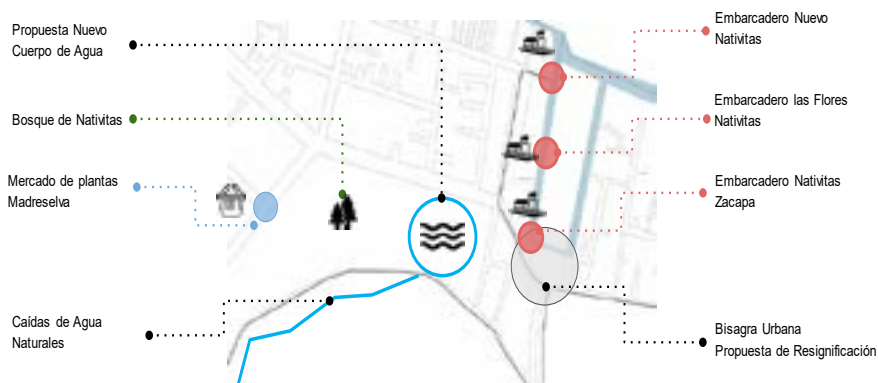 Propuesta Nuevo
Cuerpo de Agua
Bosque de Nativitas
Mercado de plantas
Madreselva
Caídas de Agua
Naturales
Embarcadero Nuevo
Nativitas
Embarcadero las Flores
Nativitas
Embarcadero Nativitas
Zacapa
Bisagra Urbana
Propuesta de Resignificación